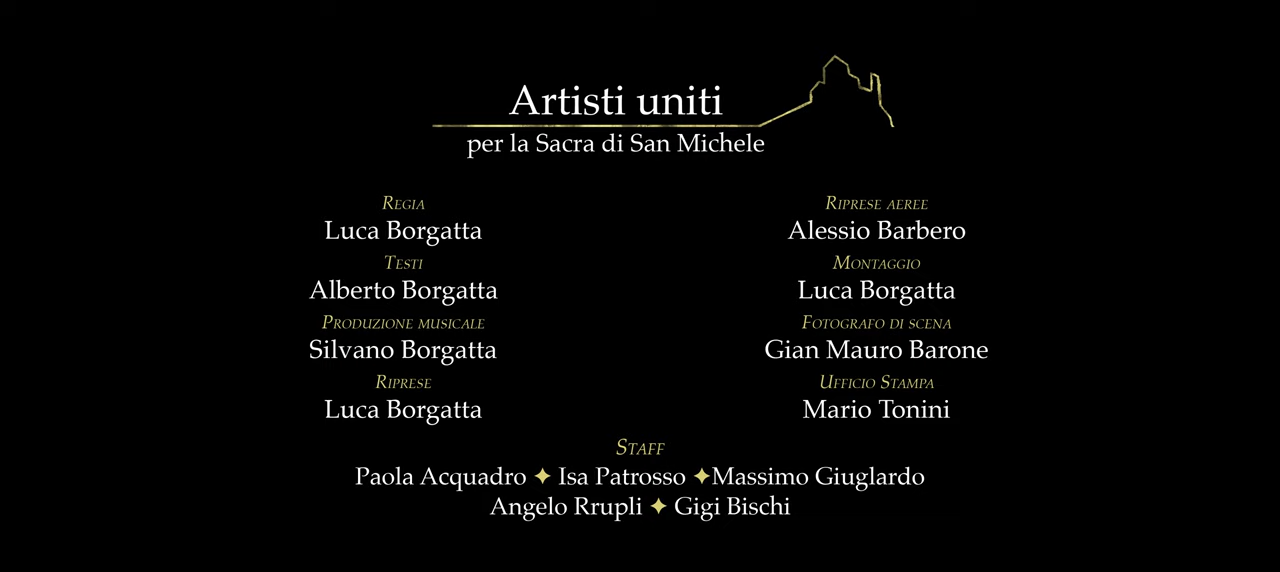 Artisti uniti
per la Sacra di San Michele
Regia
Luca Borgatta
Testi
Alberto Borgatta
Produzione musicale
Silvano Borgatta
Riprese
Luca Borgatta
Riprese aeree
Alessio Barbero
Montaggio
Luca Borgatta
Fotografo di scena
Gian Mauro Barone
Ufficio Stampa
Mario Tonini
Staff
Paola Acquadro ✦ Isa Patrosso ✦Massimo Giuglardo
Angelo Rrupli ✦ Gigi Bischi